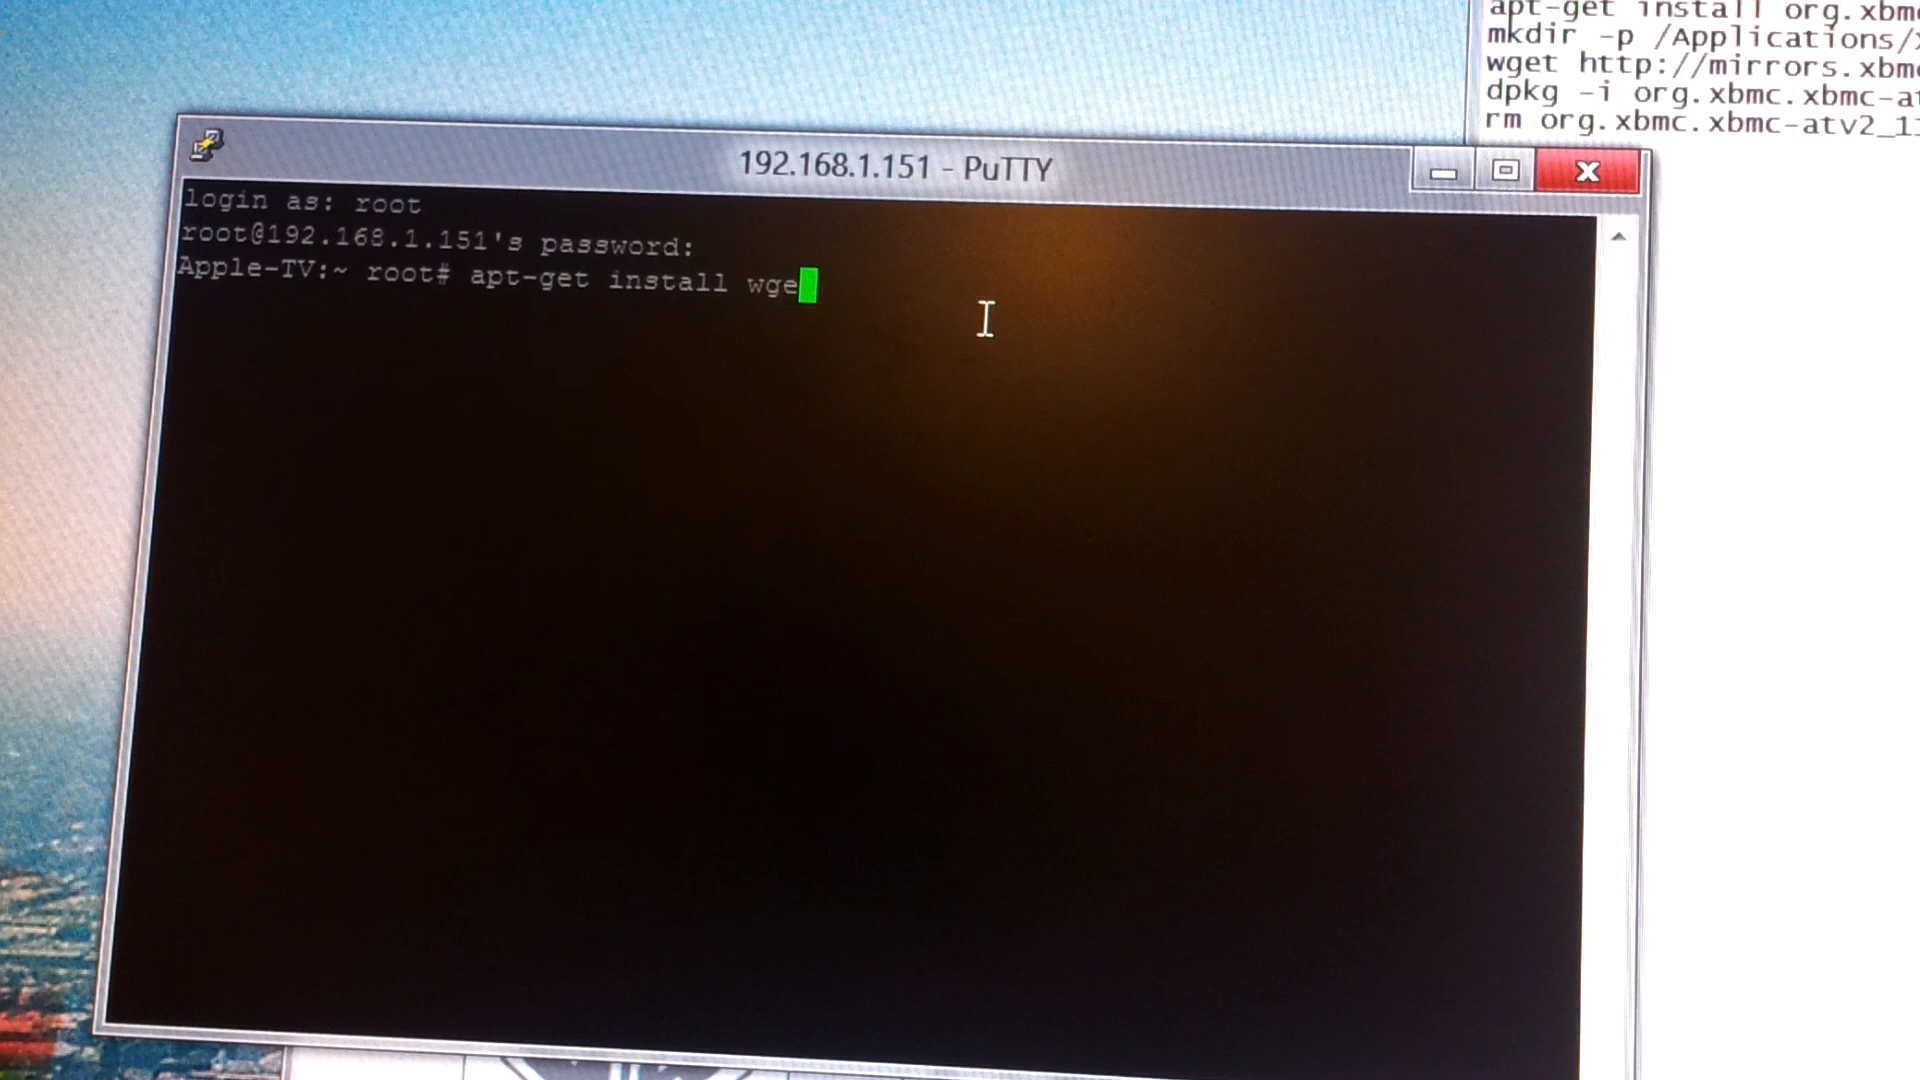 apt-get install org.xbmc
mkdir -p /Applications/
wget http://mirrors.xbmc
dpkg -i org.xbmc.xbmc-at
rm org.xbmc.xbmc-atv2_1
192.168.1.151 - PuTTY
login as: root
root@192.168.1.151's password:
Apple-TV:~ root# apt-get install wge